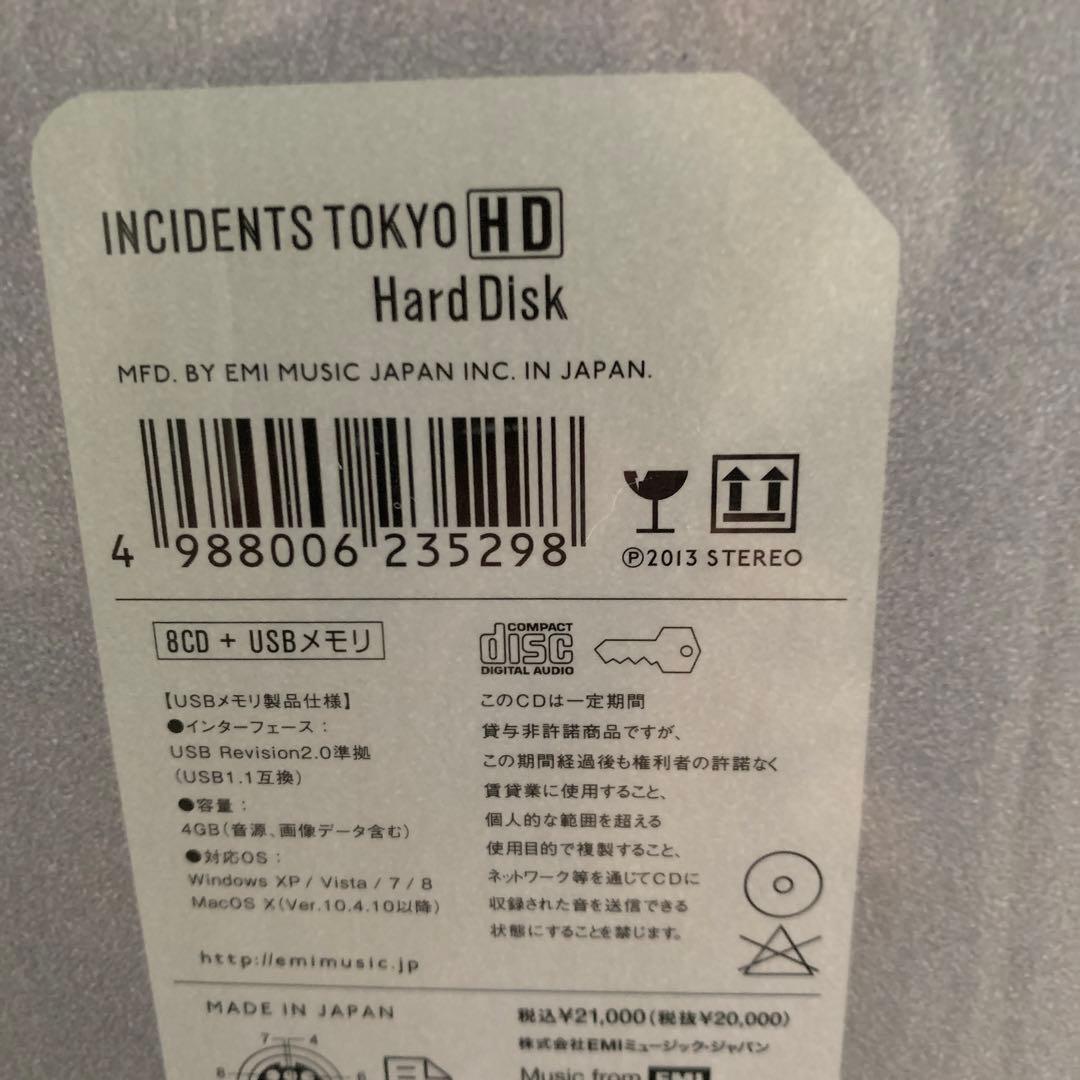 INCIDENTS TOKYO HD
Hard Disk
MFD. BY EMI MUSIC JAPAN INC. IN JAPAN.
4 988006 235298
Ⓟ2013 STEREO
8CD + USBメモリ
COMPACT
disc
DIGITAL AUDIO
【USBメモリ製品仕様】
●インターフェース：
USB Revision2.0準拠
（USB1.1互換）
●容量：
4GB（音源、画像データ含む）
●対応OS：
Windows XP / Vista / 7 / 8
MacOS X（Ver.10.4.10以降）
http://emimusic.jp
このCDは一定期間
貸与非許諾商品ですが、
この期間経過後も権利者の許諾なく
賃貸業に使用すること、
個人的な範囲を超える
使用目的で複製すること、
ネットワーク等を通じてCDに
収録された音を送信できる
状態にすることを禁じます。
MADE IN JAPAN
7 4
8 6
税込¥21,000（税抜¥20,000）
株式会社EMIミュージック・ジャパン
Music from EMI